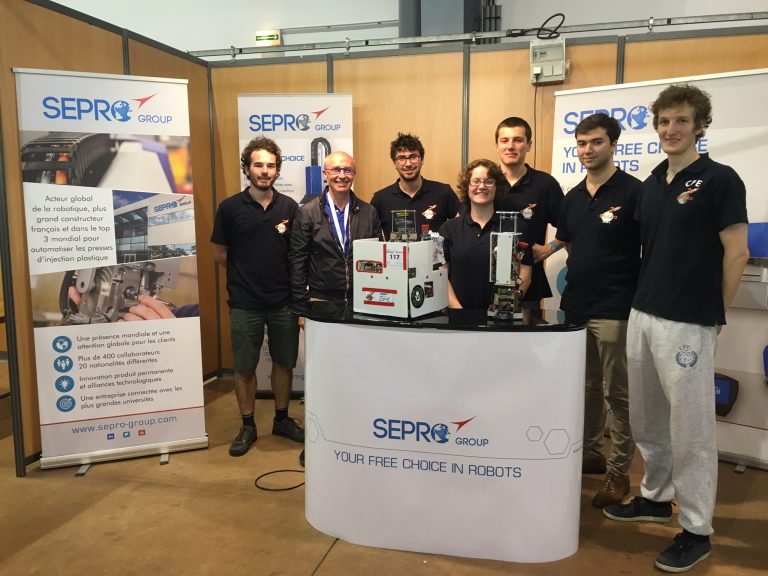 SEPRO
GROUP
Acteur global
de la robotique, plus
grand constructeur
français et dans le top
3 mondial pour
automatiser les presses
d'injection plastique
SEPRO
Une présence mondiale et une
attention globale pour les clients
Plus de 400 collaborateurs
20 nationalités différentes
Innovation produit permanente
et alliances technologiques
Une entreprise connectée avec les
plus grandes universités
www.sepro-group.com
SEPRO
GROUP
CHOICE
SEPRO
YOUR FREE CHOICE
IN ROBOTS
117
SEPRO
GROUP
YOUR FREE CHOICE IN ROBOTS